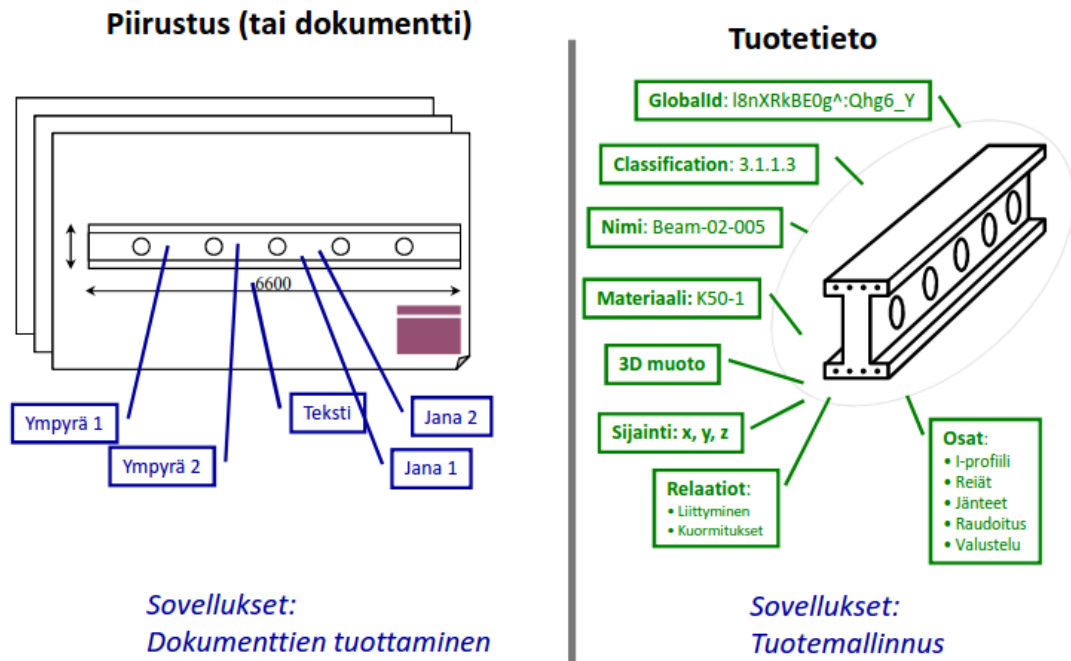 Piirustus (tai dokumentti)
6600
Ympyrä 1
Ympyrä 2
Teksti
Jana 2
Jana 1
Sovellukset:
Dokumenttien tuottaminen
Tuotetieto
GlobalId: l8nXRkBE0g^:Qhg6_Y
Classification: 3.1.1.3
Nimi: Beam-02-005
Materiaali: K50-1
3D muoto
Sijainti: x, y, z
Relaatiot:
• Liittyminen
• Kuormitukset
Osat:
• I-profiili
• Reiät
• Jänteet
• Raudoitus
• Valustelu
Sovellukset:
Tuotemallinnus